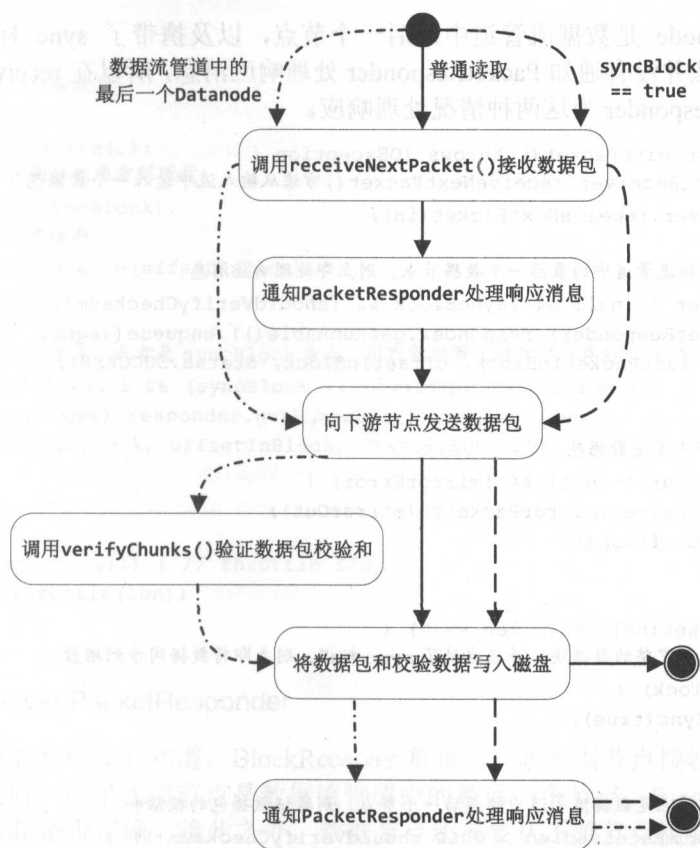 数据流管道中的
最后一个Datanode
普通读取
syncBlock
== true
调用receiveNextPacket()接收数据包
通知PacketResponder处理响应消息
向下游节点发送数据包
调用verifyChunks()验证数据包校验和
将数据包和校验数据写入磁盘
通知PacketResponder处理响应消息